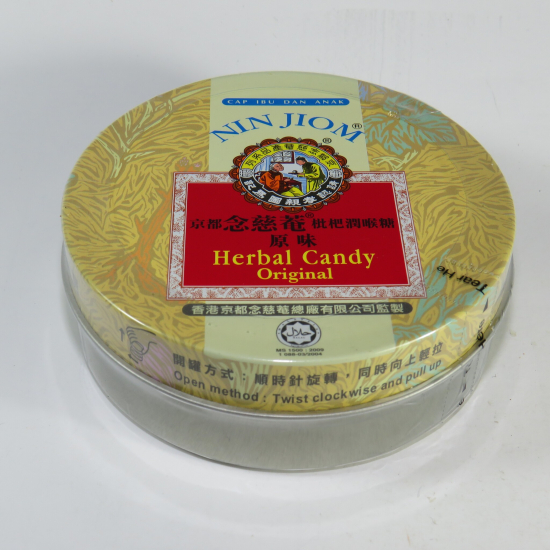 CAP IBU DAN ANAK
NIN JIOM®
®
京都念慈菴®枇杷潤喉糖
原味
Herbal Candy
Original
香港京都念慈菴總廠有限公司監製
Tear He
開罐方式：順時針旋轉，同時向上輕拉
Open method : Twist clockwise and pull up